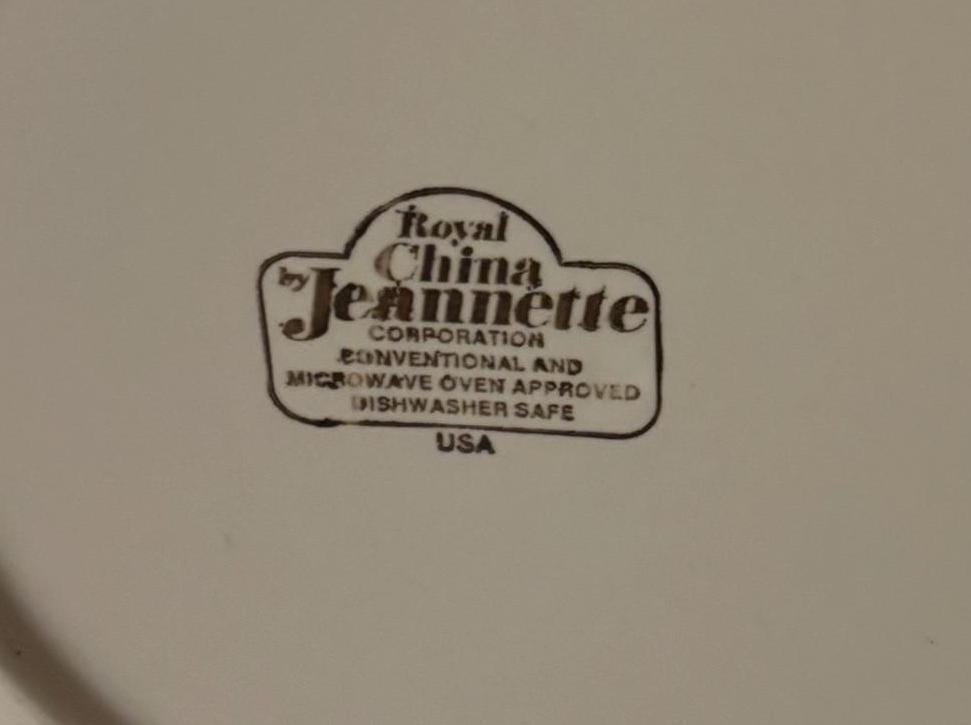 Royal
China
by Jeannette
CORPORATION
CONVENTIONAL AND
MICROWAVE OVEN APPROVED
DISHWASHER SAFE
USA